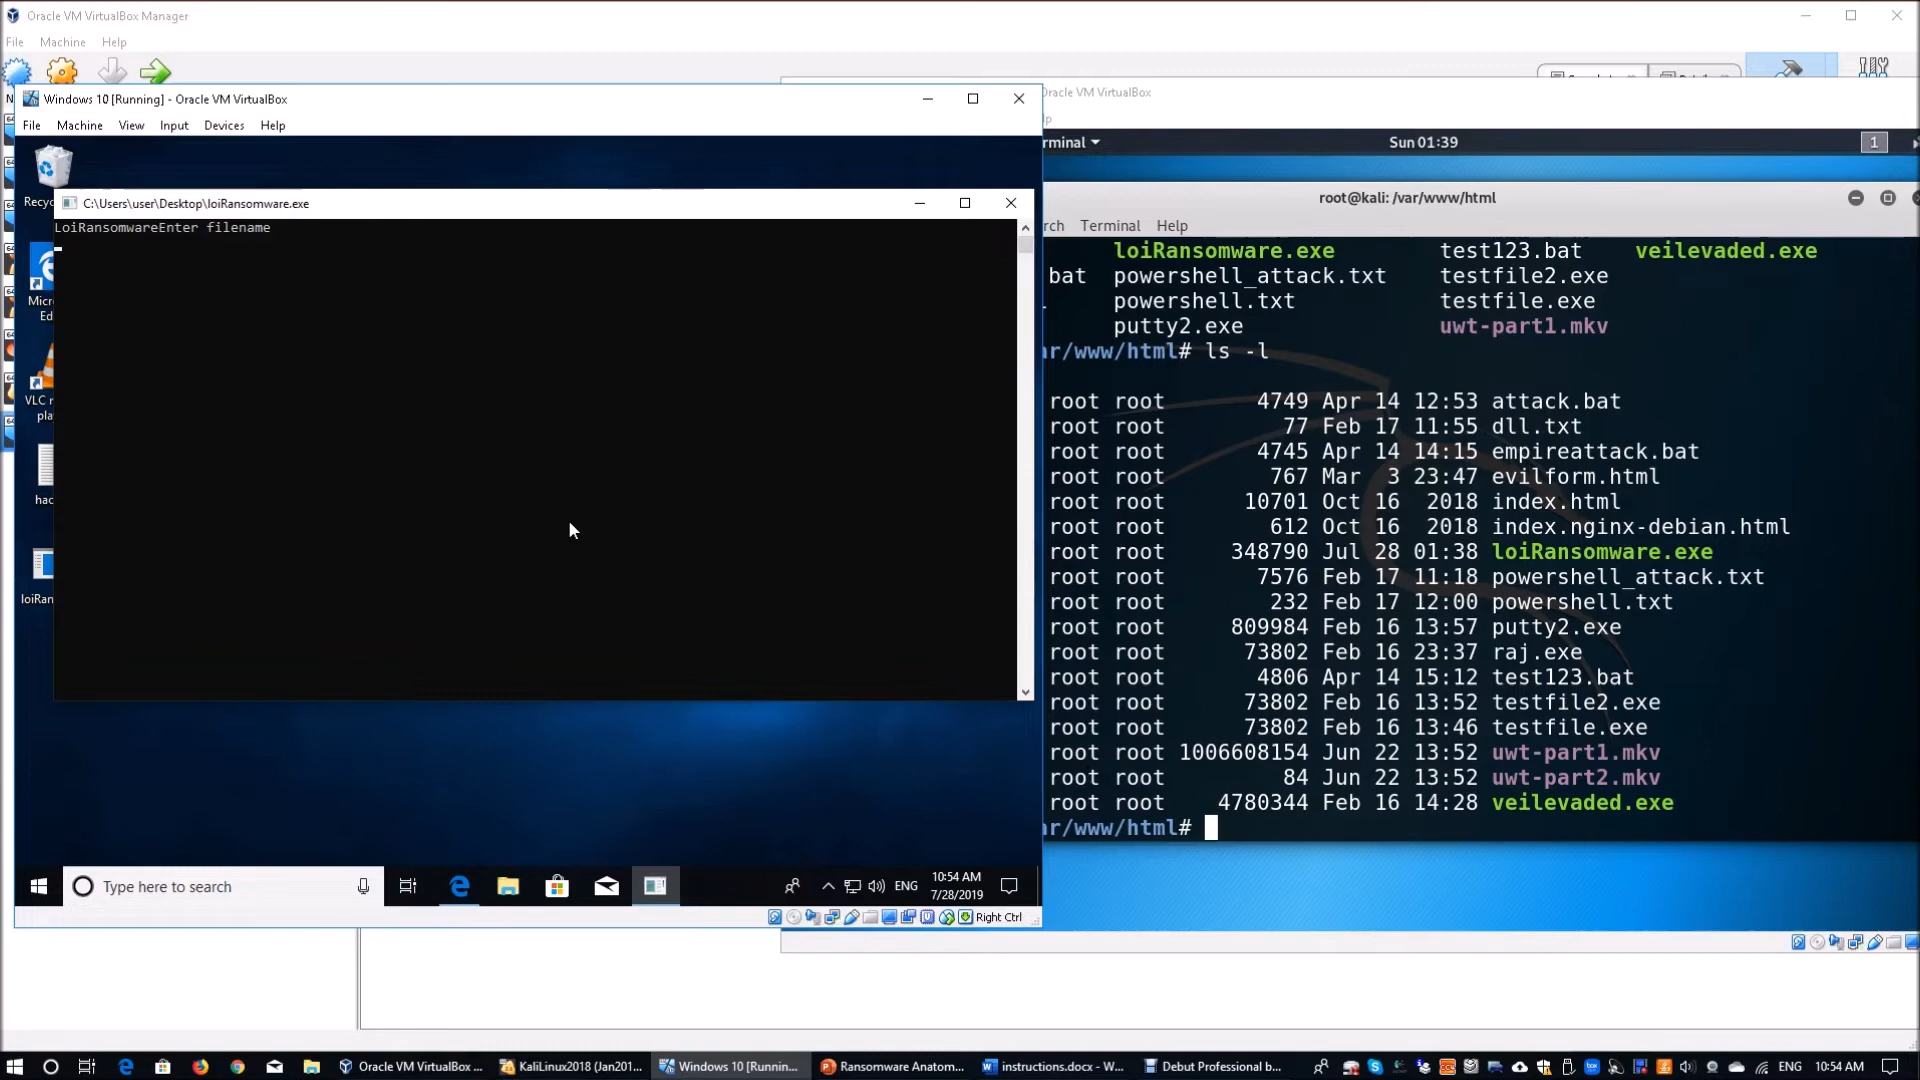 Oracle VM VirtualBox Manager
File Machine Help
Windows 10 [Running] - Oracle VM VirtualBox
File Machine View Input Devices Help
C:\Users\user\Desktop\loiRansomware.exe
LoiRansomwareEnter filename
Recyc
Micr
Ed
VLC
pla
hac
loiRan
Type here to search
ENG
10:54 AM
7/28/2019
Right Ctrl
Oracle VM VirtualBox
rminal
Sun 01:39
1
root@kali: /var/www/html
rch Terminal Help
loiRansomware.exe test123.bat veilevaded.exe
bat powershell_attack.txt testfile2.exe
powershell.txt testfile.exe
putty2.exe uwt-part1.mkv
ar/www/html# ls -l
root root 4749 Apr 14 12:53 attack.bat
root root 77 Feb 17 11:55 dll.txt
root root 4745 Apr 14 14:15 empireattack.bat
root root 767 Mar 3 23:47 evilform.html
root root 10701 Oct 16 2018 index.html
root root 612 Oct 16 2018 index.nginx-debian.html
root root 348790 Jul 28 01:38 loiRansomware.exe
root root 7576 Feb 17 11:18 powershell_attack.txt
root root 232 Feb 17 12:00 powershell.txt
root root 809984 Feb 16 13:57 putty2.exe
root root 73802 Feb 16 23:37 raj.exe
root root 4806 Apr 14 15:12 test123.bat
root root 73802 Feb 16 13:52 testfile2.exe
root root 73802 Feb 16 13:46 testfile.exe
root root 1006608154 Jun 22 13:52 uwt-part1.mkv
root root 84 Jun 22 13:52 uwt-part2.mkv
root root 4780344 Feb 16 14:28 veilevaded.exe
ar/www/html#
Oracle VM VirtualBox ...
KaliLinux2018 (Jan201...
Windows 10 [Runnin...
Ransomware Anatom...
instructions.docx - W...
Debut Professional b...
ENG
10:54 AM